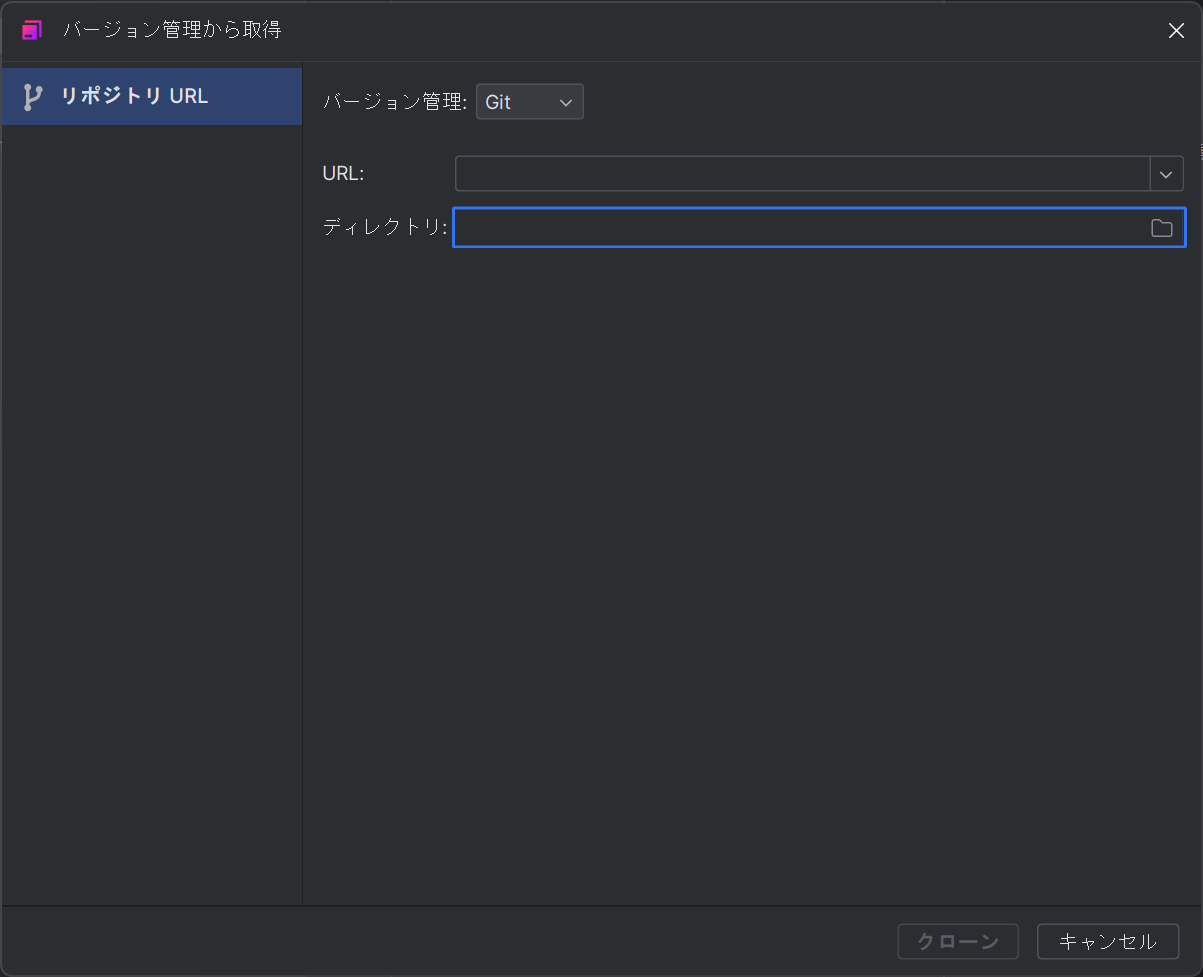 バージョン管理から取得
リポジトリ URL
バージョン管理: Git
URL:
ディレクトリ:
クローン キャンセル